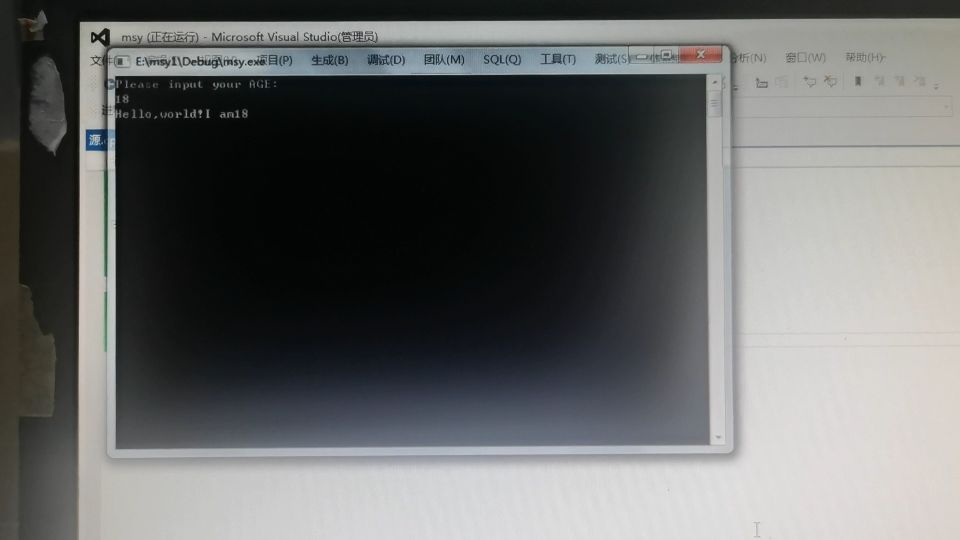 msy (正在运行) - Microsoft Visual Studio(管理员)
E:\msy1\Debug\msy.exe
项目(P) 生成(B) 调试(D) 团队(M) SQL(Q) 工具(T) 测试(S) 窗口(W) 帮助(H)
Please input your AGE:
18
Hello,world!I am18
源.